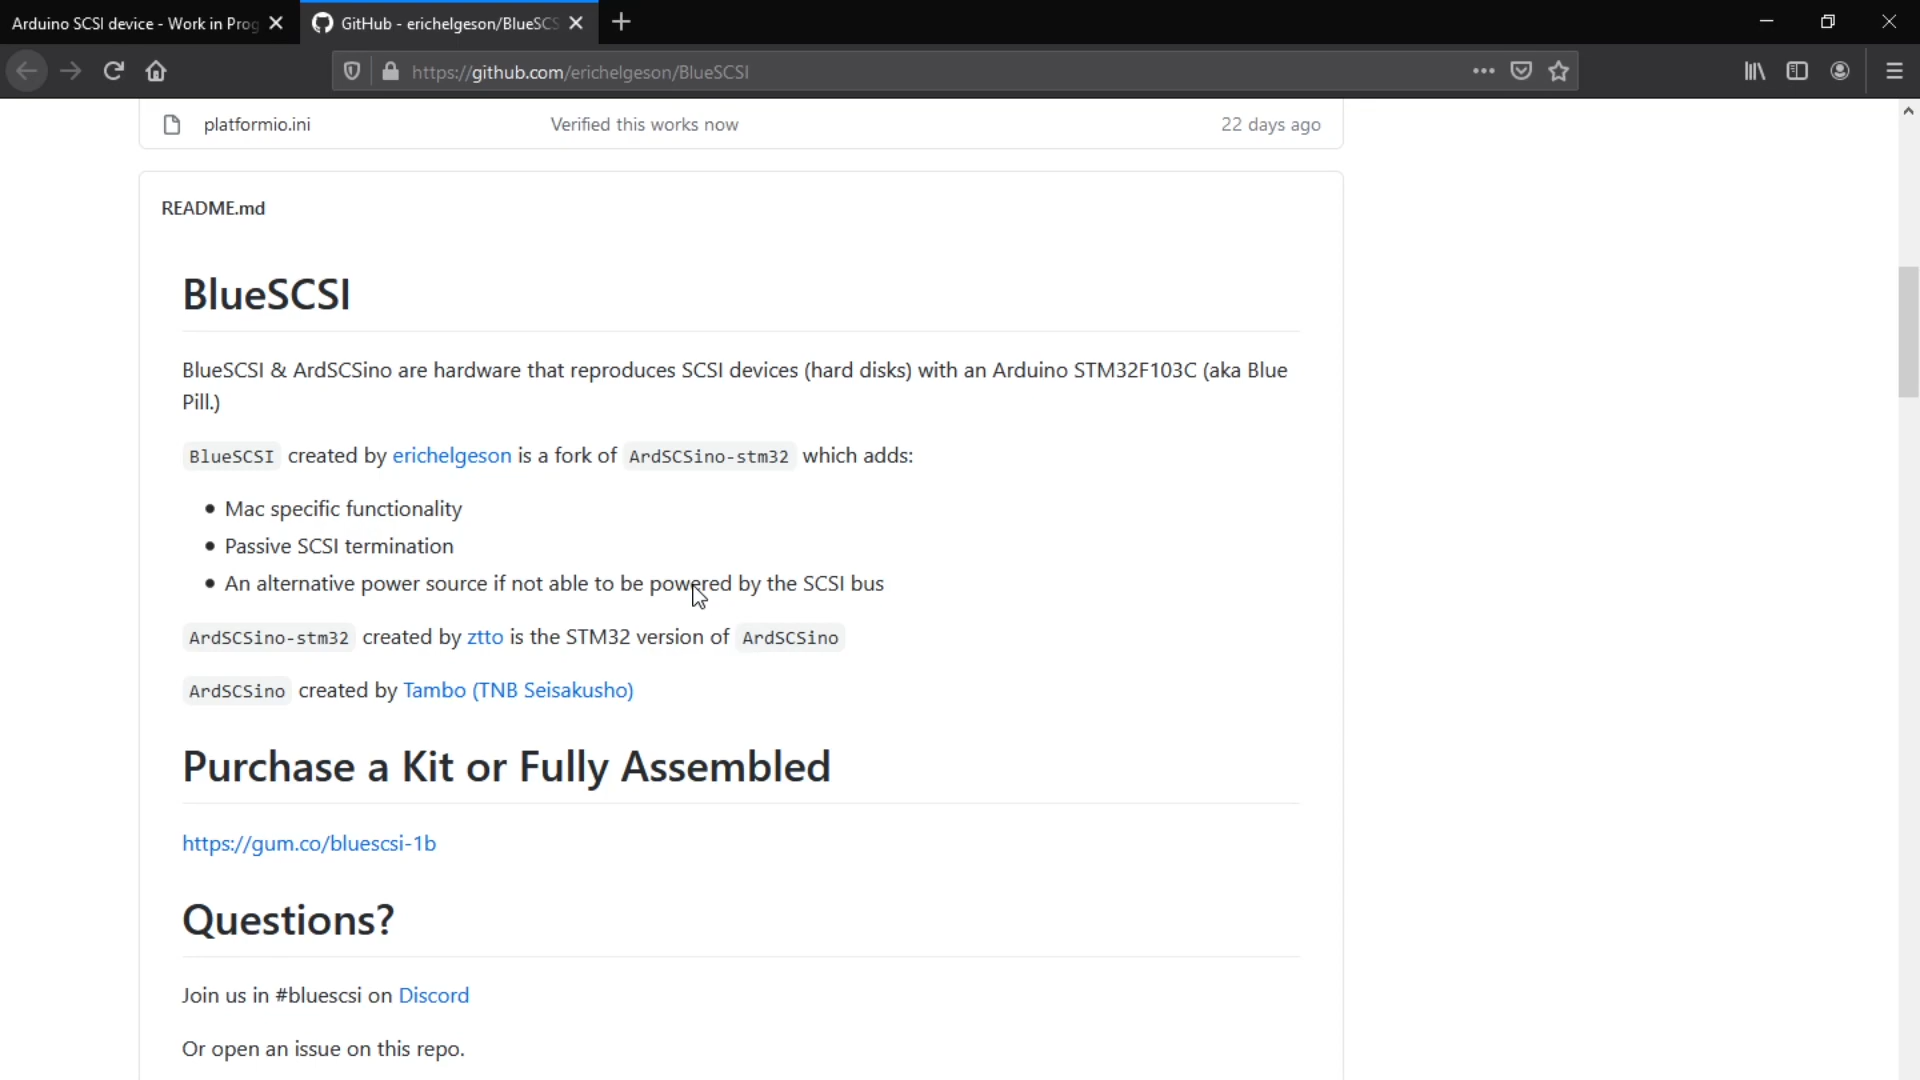 Arduino SCSI device - Work in Prog
GitHub - erichelgeson/BlueSCS
https://github.com/erichelgeson/BlueSCSI
platformio.ini Verified this works now 22 days ago
README.md
BlueSCSI
BlueSCSI & ArdSCSino are hardware that reproduces SCSI devices (hard disks) with an Arduino STM32F103C (aka Blue
Pill.)
BlueSCSI created by erichelgeson is a fork of ArdSCSino-stm32 which adds:
• Mac specific functionality
• Passive SCSI termination
• An alternative power source if not able to be powered by the SCSI bus
ArdSCSino-stm32 created by ztto is the STM32 version of ArdSCSino
ArdSCSino created by Tambo (TNB Seisakusho)
Purchase a Kit or Fully Assembled
https://gum.co/bluescsi-1b
Questions?
Join us in #bluescsi on Discord
Or open an issue on this repo.